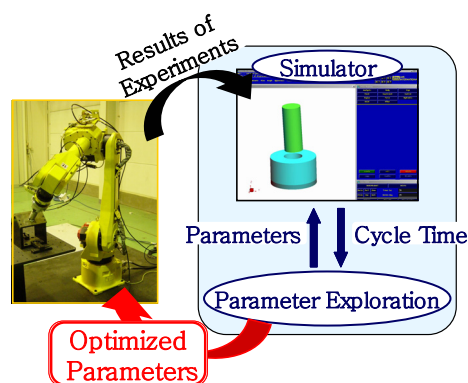 Results of
Experiments
Simulator
Parameters
Cycle Time
Parameter Exploration
Optimized
Parameters